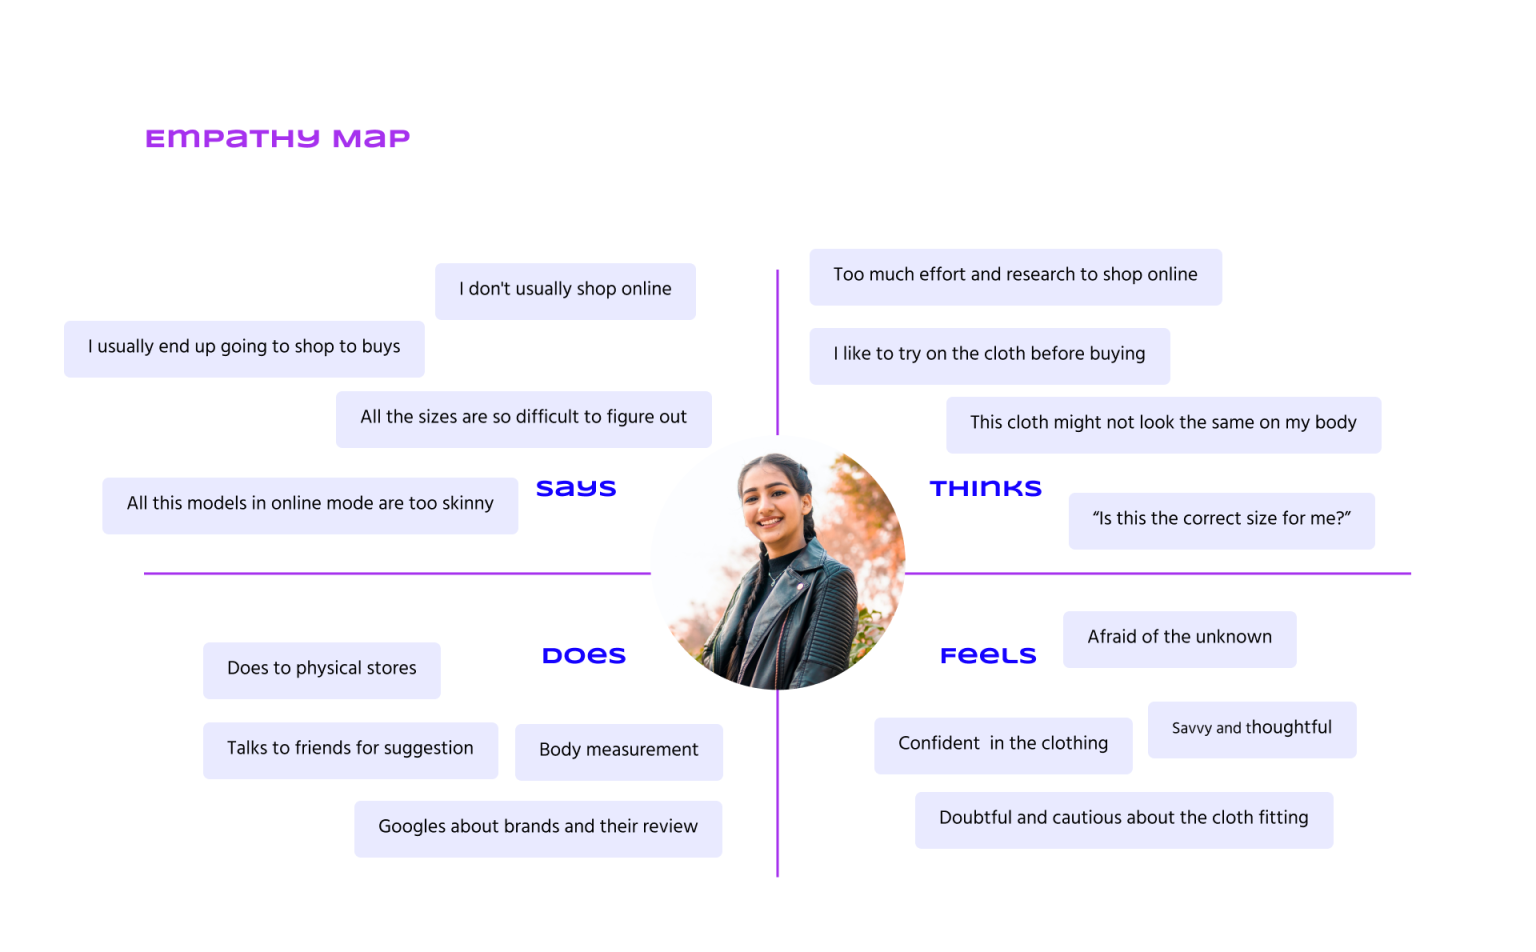 Empathy Map
I don't usually shop online
I usually end up going to shop to buys
All the sizes are so difficult to figure out
All this models in online mode are too skinny
Says
Too much effort and research to shop online
I like to try on the cloth before buying
This cloth might not look the same on my body
Thinks
“Is this the correct size for me?”
Does
Does to physical stores
Talks to friends for suggestion
Body measurement
Googles about brands and their review
Feels
Afraid of the unknown
Savvy and thoughtful
Confident in the clothing
Doubtful and cautious about the cloth fitting